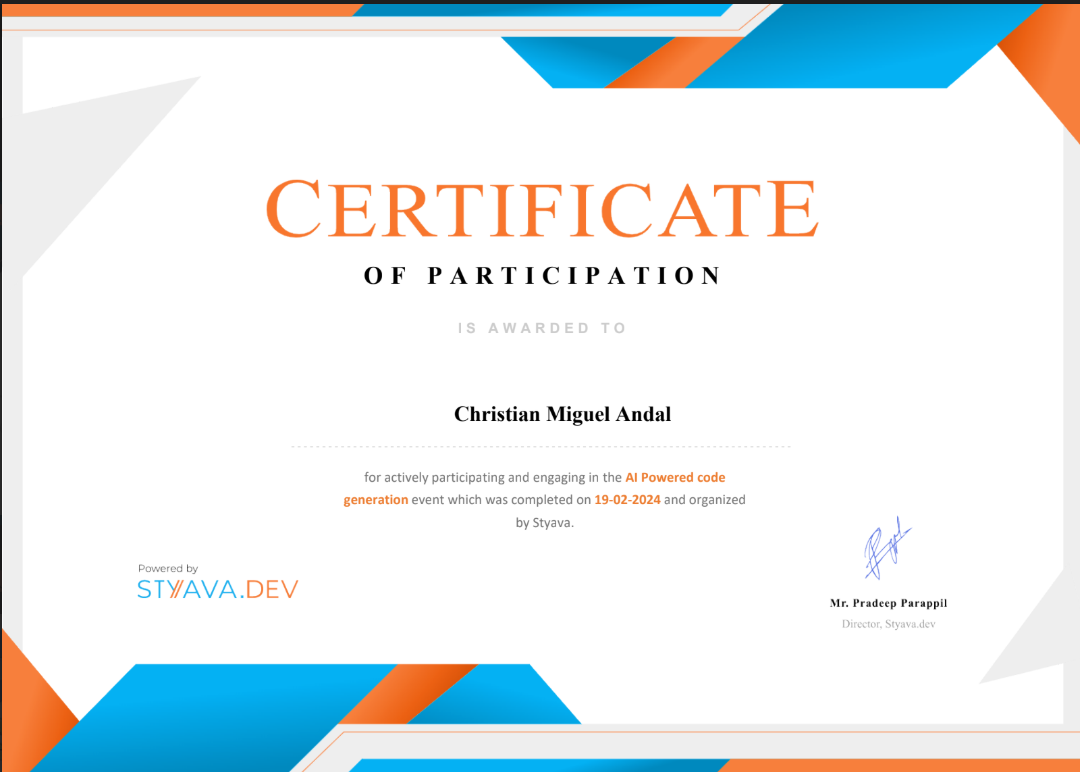 CERTIFICATE
OF PARTICIPATION
IS AWARDED TO
Christian Miguel Andal
for actively participating and engaging in the AI Powered code
generation event which was completed on 19-02-2024 and organized
by Styava.
Powered by
STYAVA.DEV
Mr. Pradeep Parappil
Director, Styava.dev